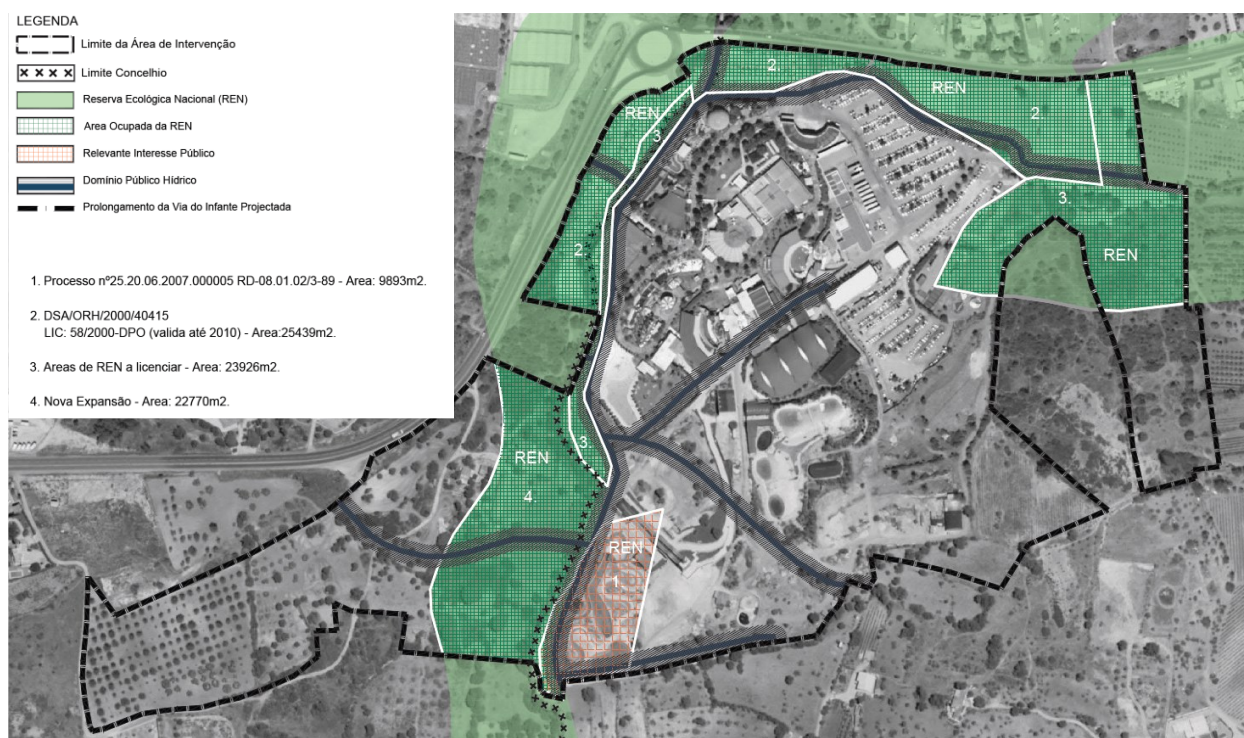 LEGENDA
Limite da Área de Intervenção
Limite Concelhio
Reserva Ecológica Nacional (REN)
Area Ocupada da REN
Relevante Interesse Público
Domínio Público Hídrico
Prolongamento da Via do Infante Projectada
1. Processo nº25.20.06.2007.000005 RD-08.01.02/3-89 - Area: 9893m2.
2. DSA/ORH/2000/40415
LIC: 58/2000-DPO (valida até 2010) - Area:25439m2.
3. Areas de REN a licenciar - Area: 23926m2.
4. Nova Expansão - Area: 22770m2.
2.
REN
REN
2.
3.
3.
2.
REN
3.
REN
4.
REN
1.